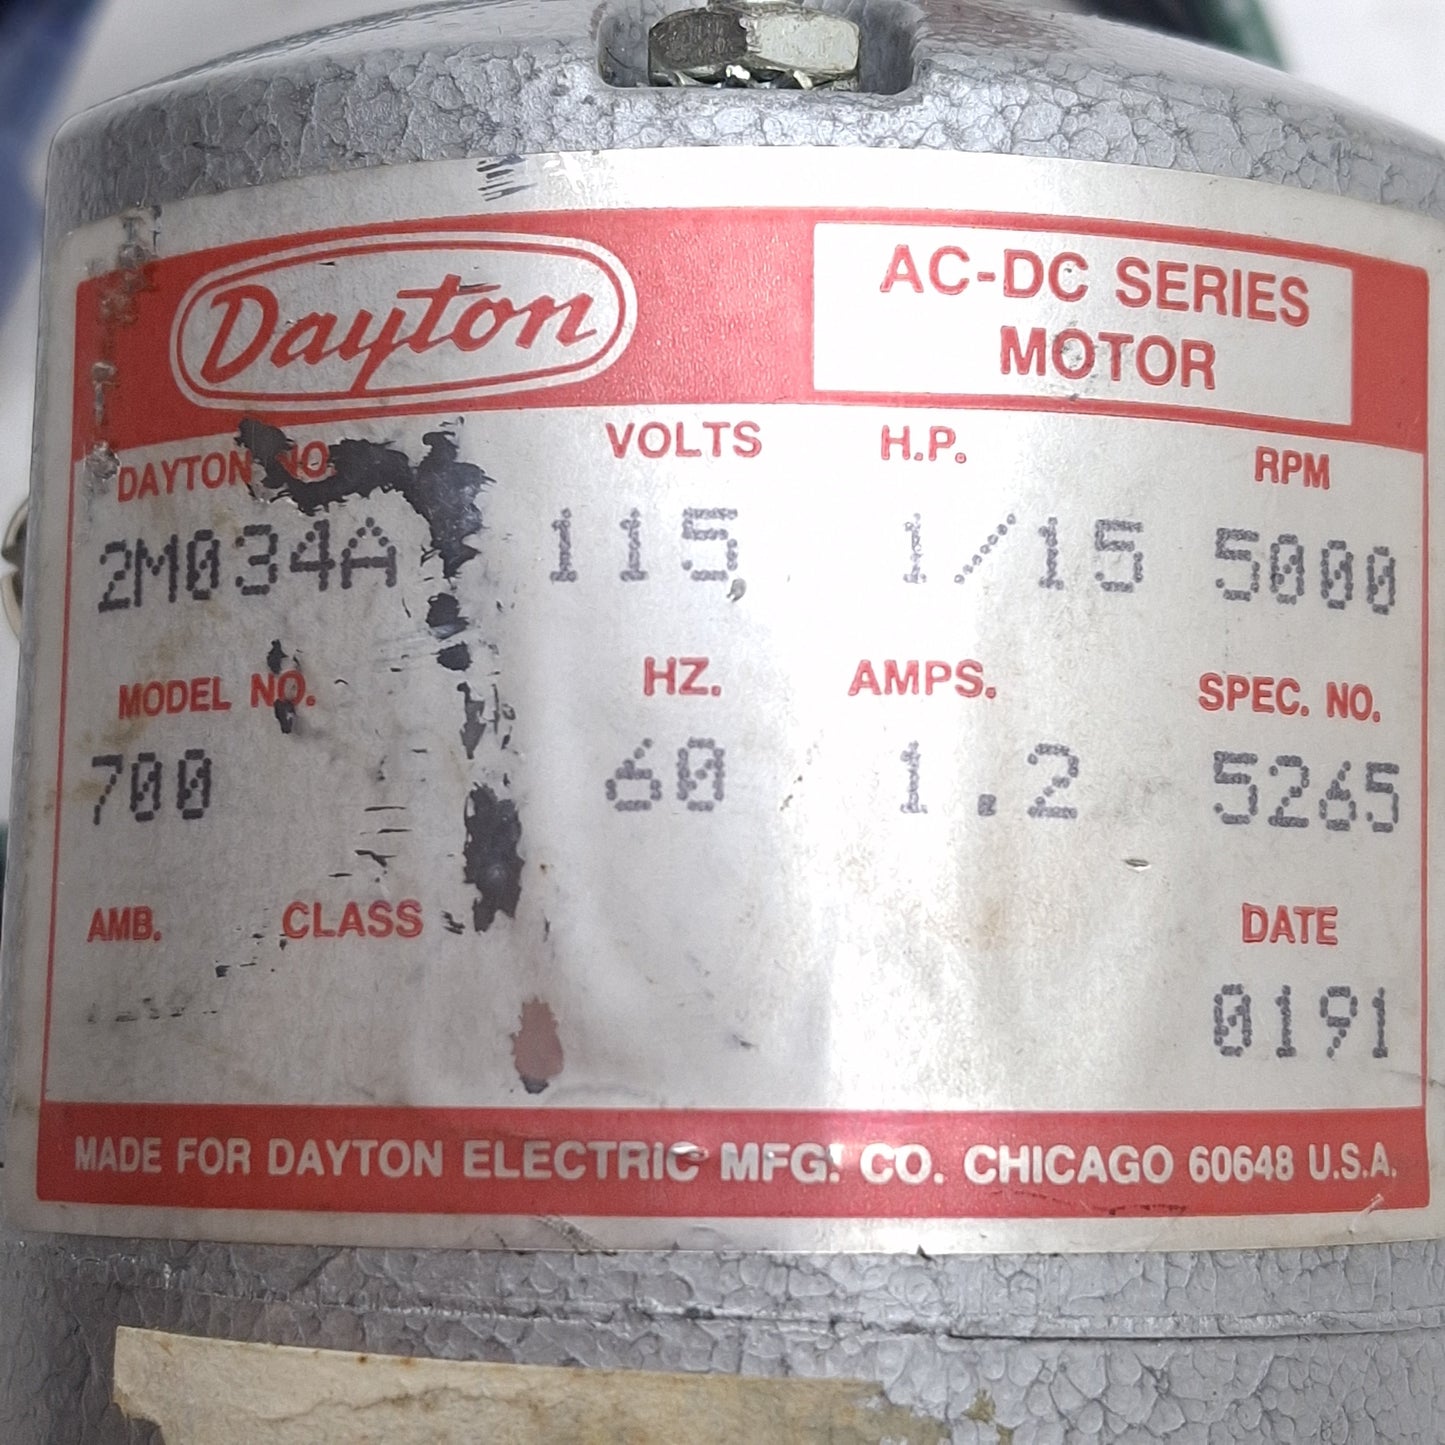 Dayton
AC-DC SERIES
MOTOR
DAYTON NO. VOLTS H.P. RPM
2M034A 115 1/15 5000
MODEL NO. HZ. AMPS. SPEC. NO.
700 60 1.2 5265
AMB. CLASS DATE
0191
MADE FOR DAYTON ELECTRIC MFG. CO. CHICAGO 60648 U.S.A.